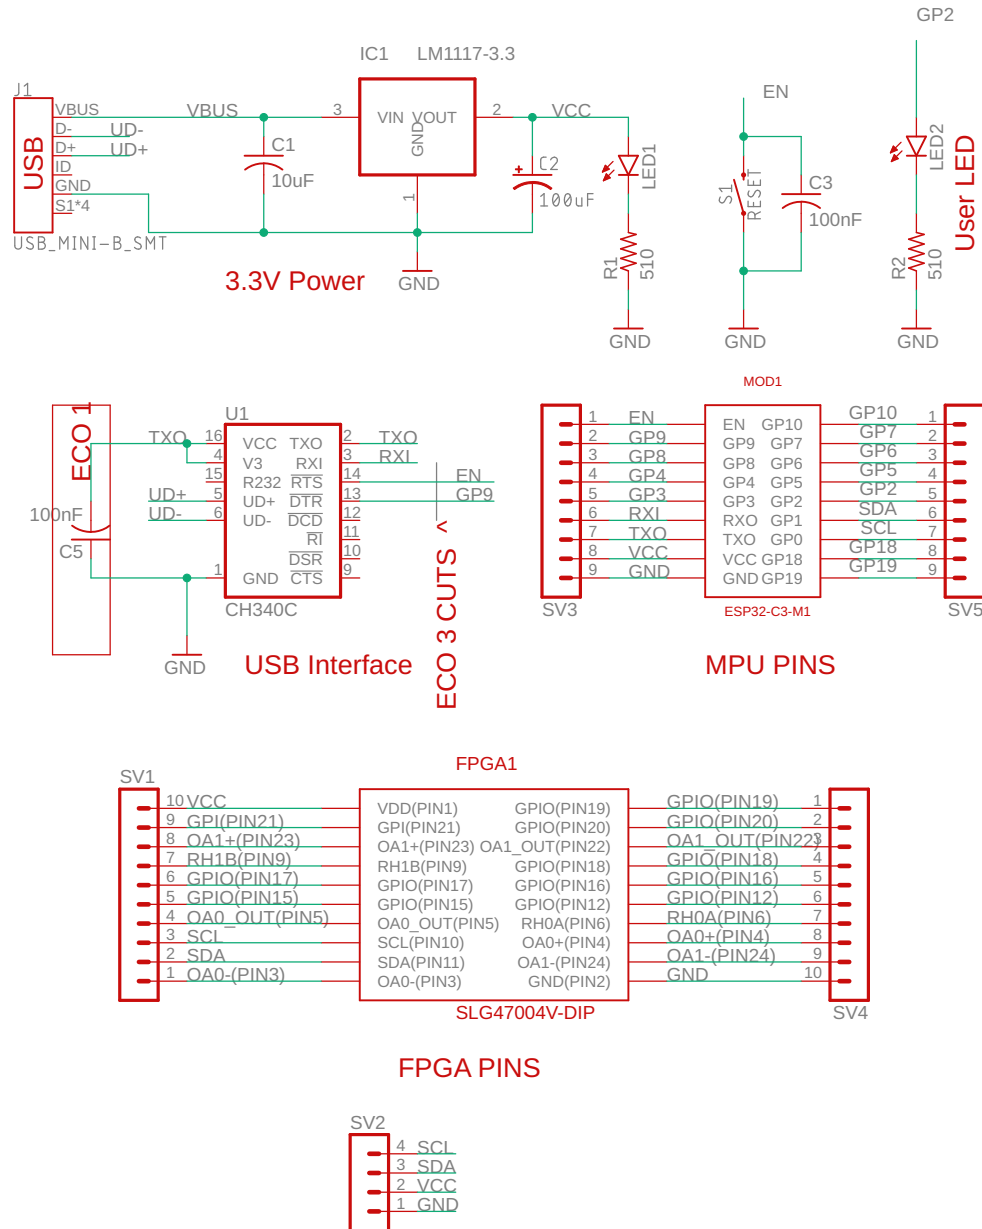 GP2
IC1 LM1117-3.3
J1
EN
VBUS VBUS 3 VIN VOUT 2 VCC
D- UD-
D+ UD+
ID
GND
S1*4
USB
USB_MINI-B_SMT
GND
1
C1
10uF
+ C2
100uF
LED1
R1
510
S1
RESET
C3
100nF
LED2
R2
510
User LED
3.3V Power
GND
GND
GND
GND
ECO 1
100nF
C5
U1
TXO 16 VCC TXO 2 TXO
4 V3 RXI 3 RXI
15 R232 RTS 14 EN
UD+ 5 UD+ DTR 13 GP9
UD- 6 UD- DCD 12
RI 11
DSR 10
1 GND CTS 9
CH340C
GND
USB Interface
ECO 3 CUTS <
MOD1
1 EN EN GP10 GP10 1
2 GP9 GP9 GP7 GP7 2
3 GP8 GP8 GP6 GP6 3
4 GP4 GP4 GP5 GP5 4
5 GP3 GP3 GP2 GP2 5
6 RXI RXO GP1 SDA 6
7 TXO TXO GP0 SCL 7
8 VCC VCC GP18 GP18 8
9 GND GND GP19 GP19 9
SV3 ESP32-C3-M1 SV5
MPU PINS
FPGA1
SV1
10 VCC VDD(PIN1) GPIO(PIN19) GPIO(PIN19) 1
9 GPI(PIN21) GPI(PIN21) GPIO(PIN20) GPIO(PIN20) 2
8 OA1+(PIN23) OA1+(PIN23) OA1_OUT(PIN22) OA1_OUT(PIN22) 3
7 RH1B(PIN9) RH1B(PIN9) GPIO(PIN18) GPIO(PIN18) 4
6 GPIO(PIN17) GPIO(PIN17) GPIO(PIN16) GPIO(PIN16) 5
5 GPIO(PIN15) GPIO(PIN15) GPIO(PIN12) GPIO(PIN12) 6
4 OA0_OUT(PIN5) OA0_OUT(PIN5) RH0A(PIN6) RH0A(PIN6) 7
3 SCL SCL(PIN10) OA0+(PIN4) OA0+(PIN4) 8
2 SDA SDA(PIN11) OA1-(PIN24) OA1-(PIN24) 9
1 OA0-(PIN3) OA0-(PIN3) GND(PIN2) GND 10
SLG47004V-DIP SV4
FPGA PINS
SV2
4 SCL
3 SDA
2 VCC
1 GND